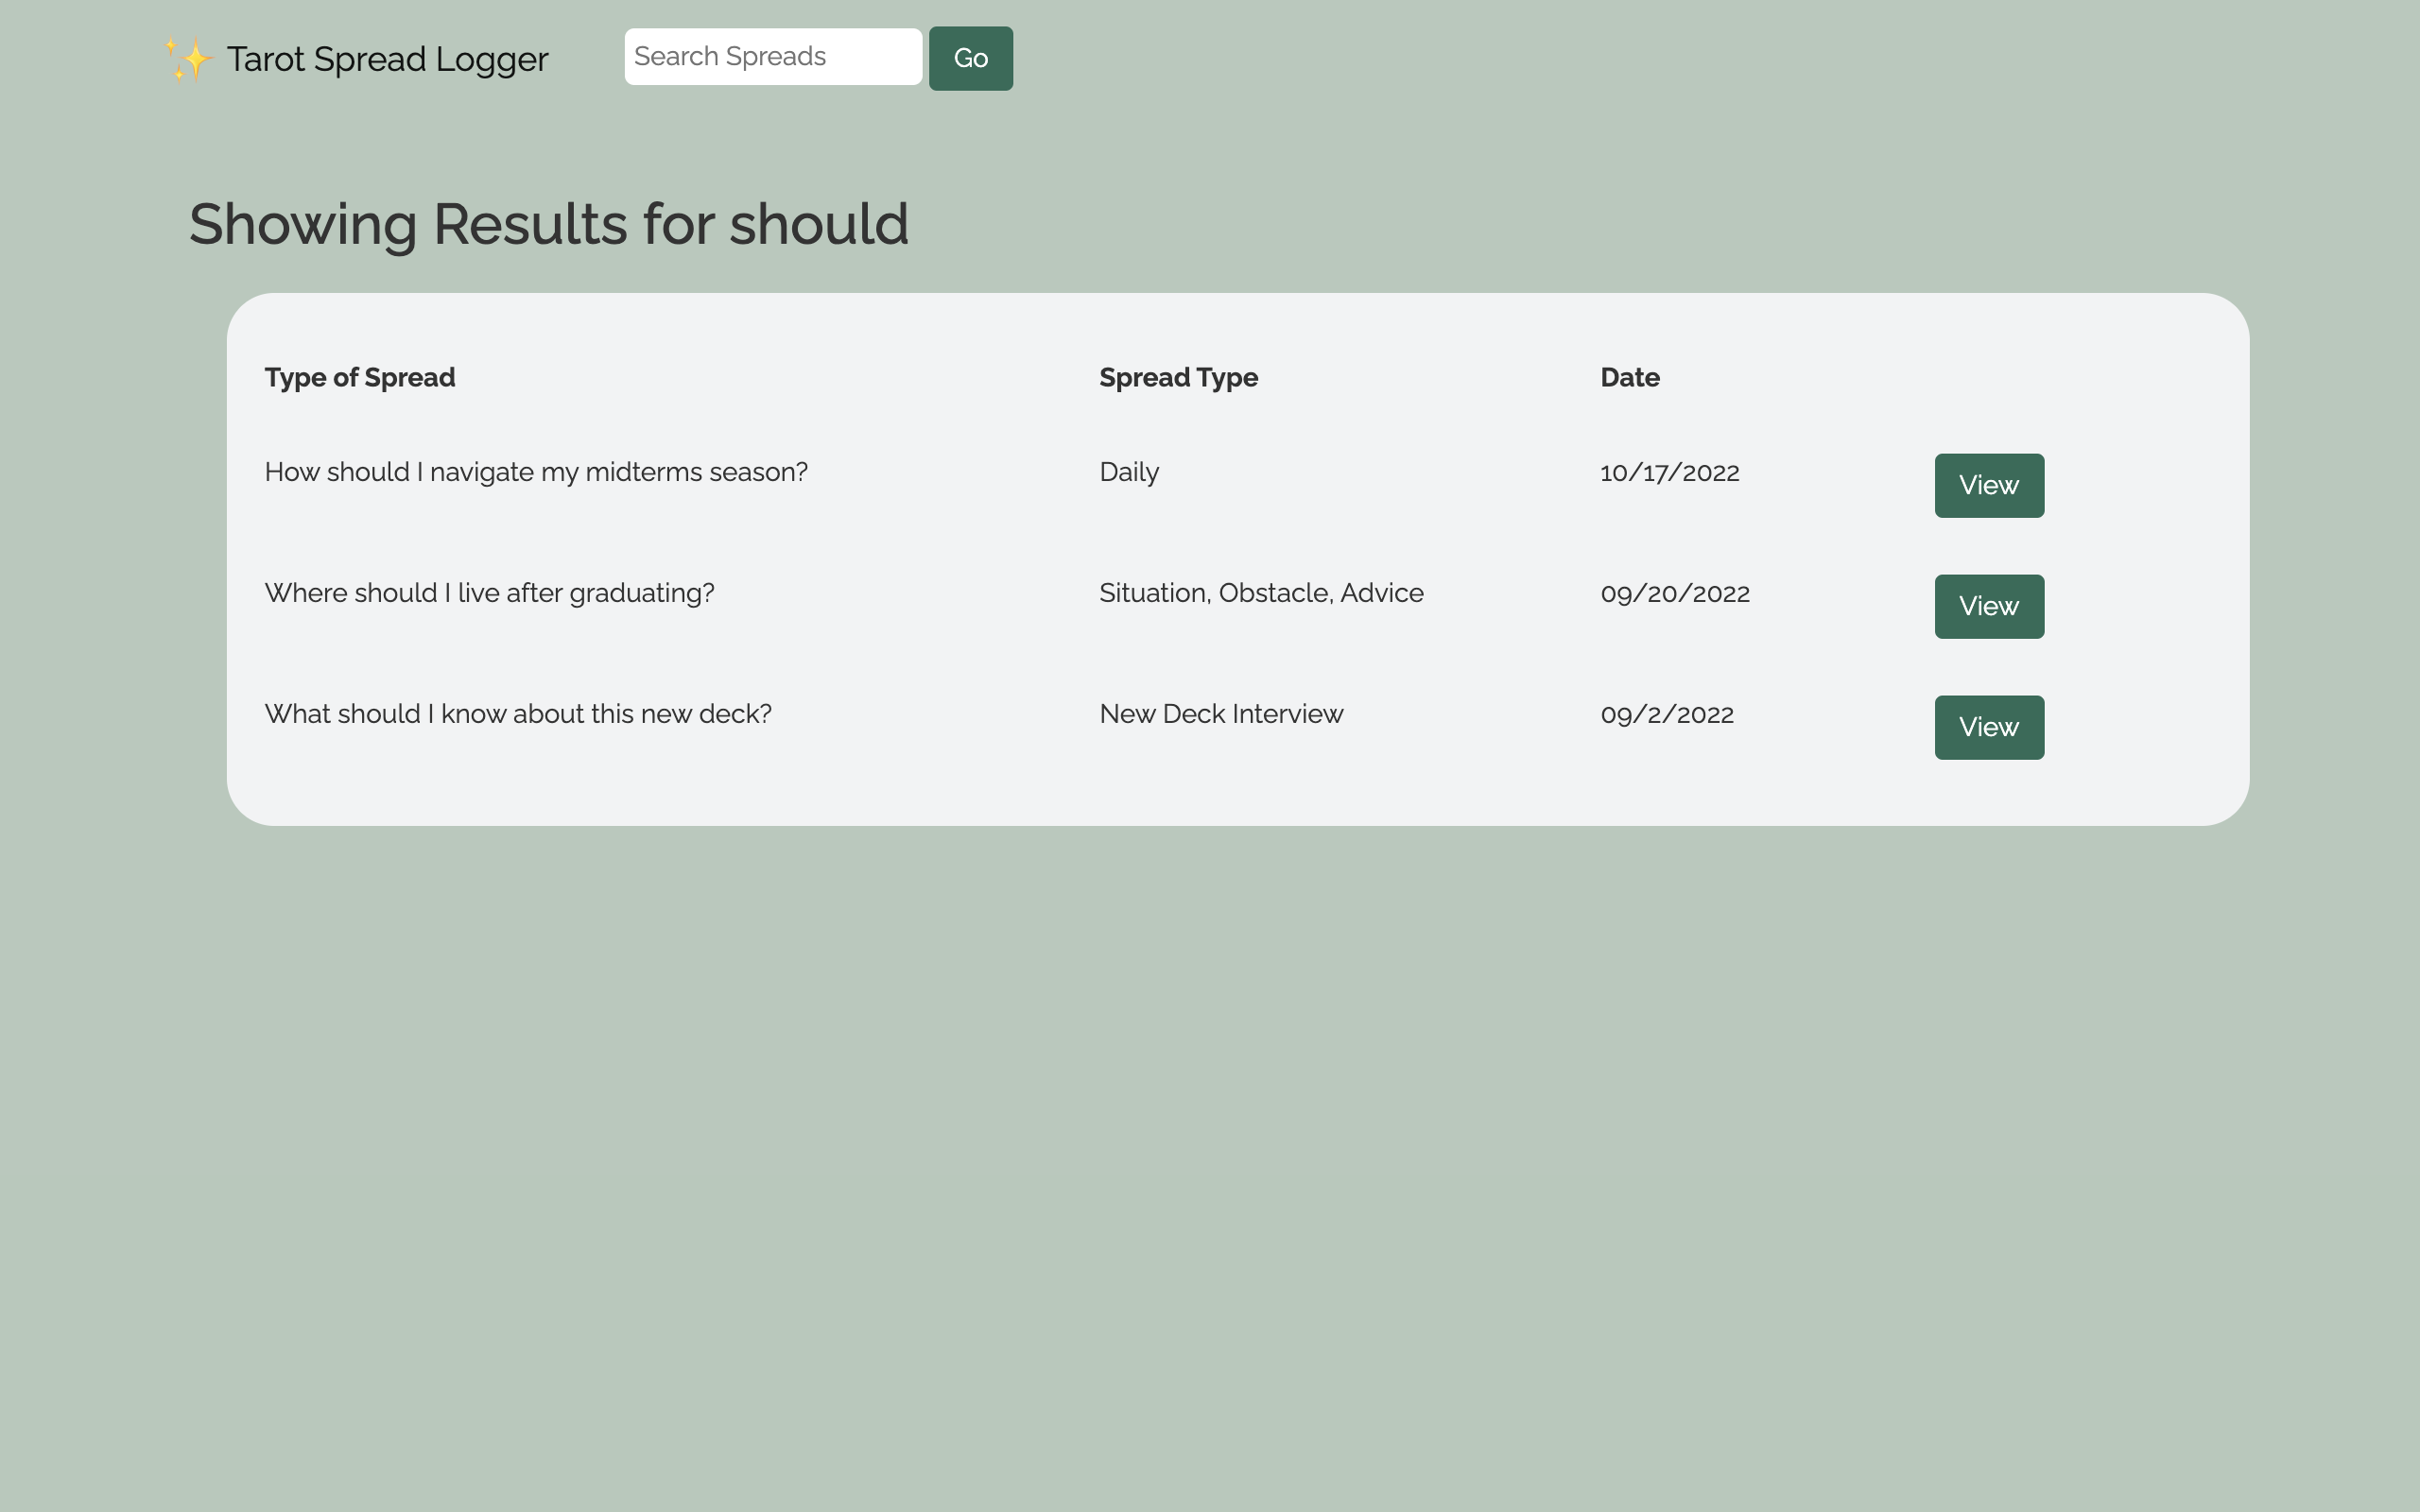 ✨ Tarot Spread Logger Search Spreads Go
Showing Results for should
Type of Spread Spread Type Date
How should I navigate my midterms season? Daily 10/17/2022 View
Where should I live after graduating? Situation, Obstacle, Advice 09/20/2022 View
What should I know about this new deck? New Deck Interview 09/2/2022 View